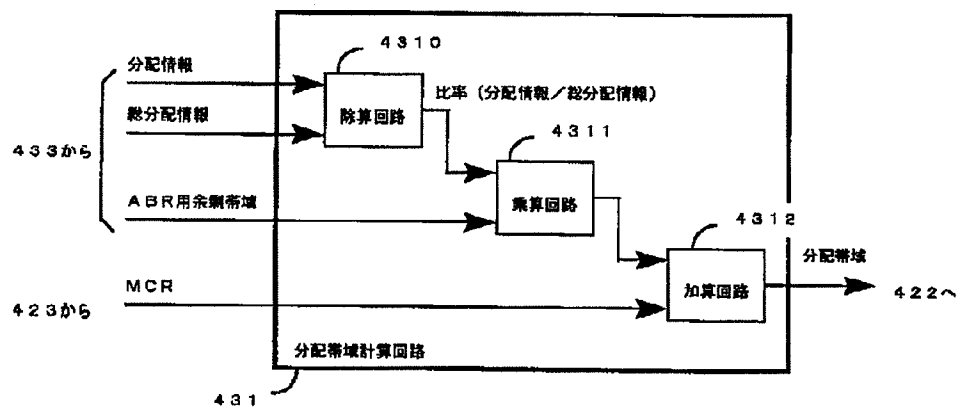 4310
分配情報
比率（分配情報／総分配情報）
総分配情報
除算回路
4311
433から
ABR用余剰帯域
乗算回路
4312
分配帯域
MCR
加算回路
422へ
423から
分配帯域計算回路
431